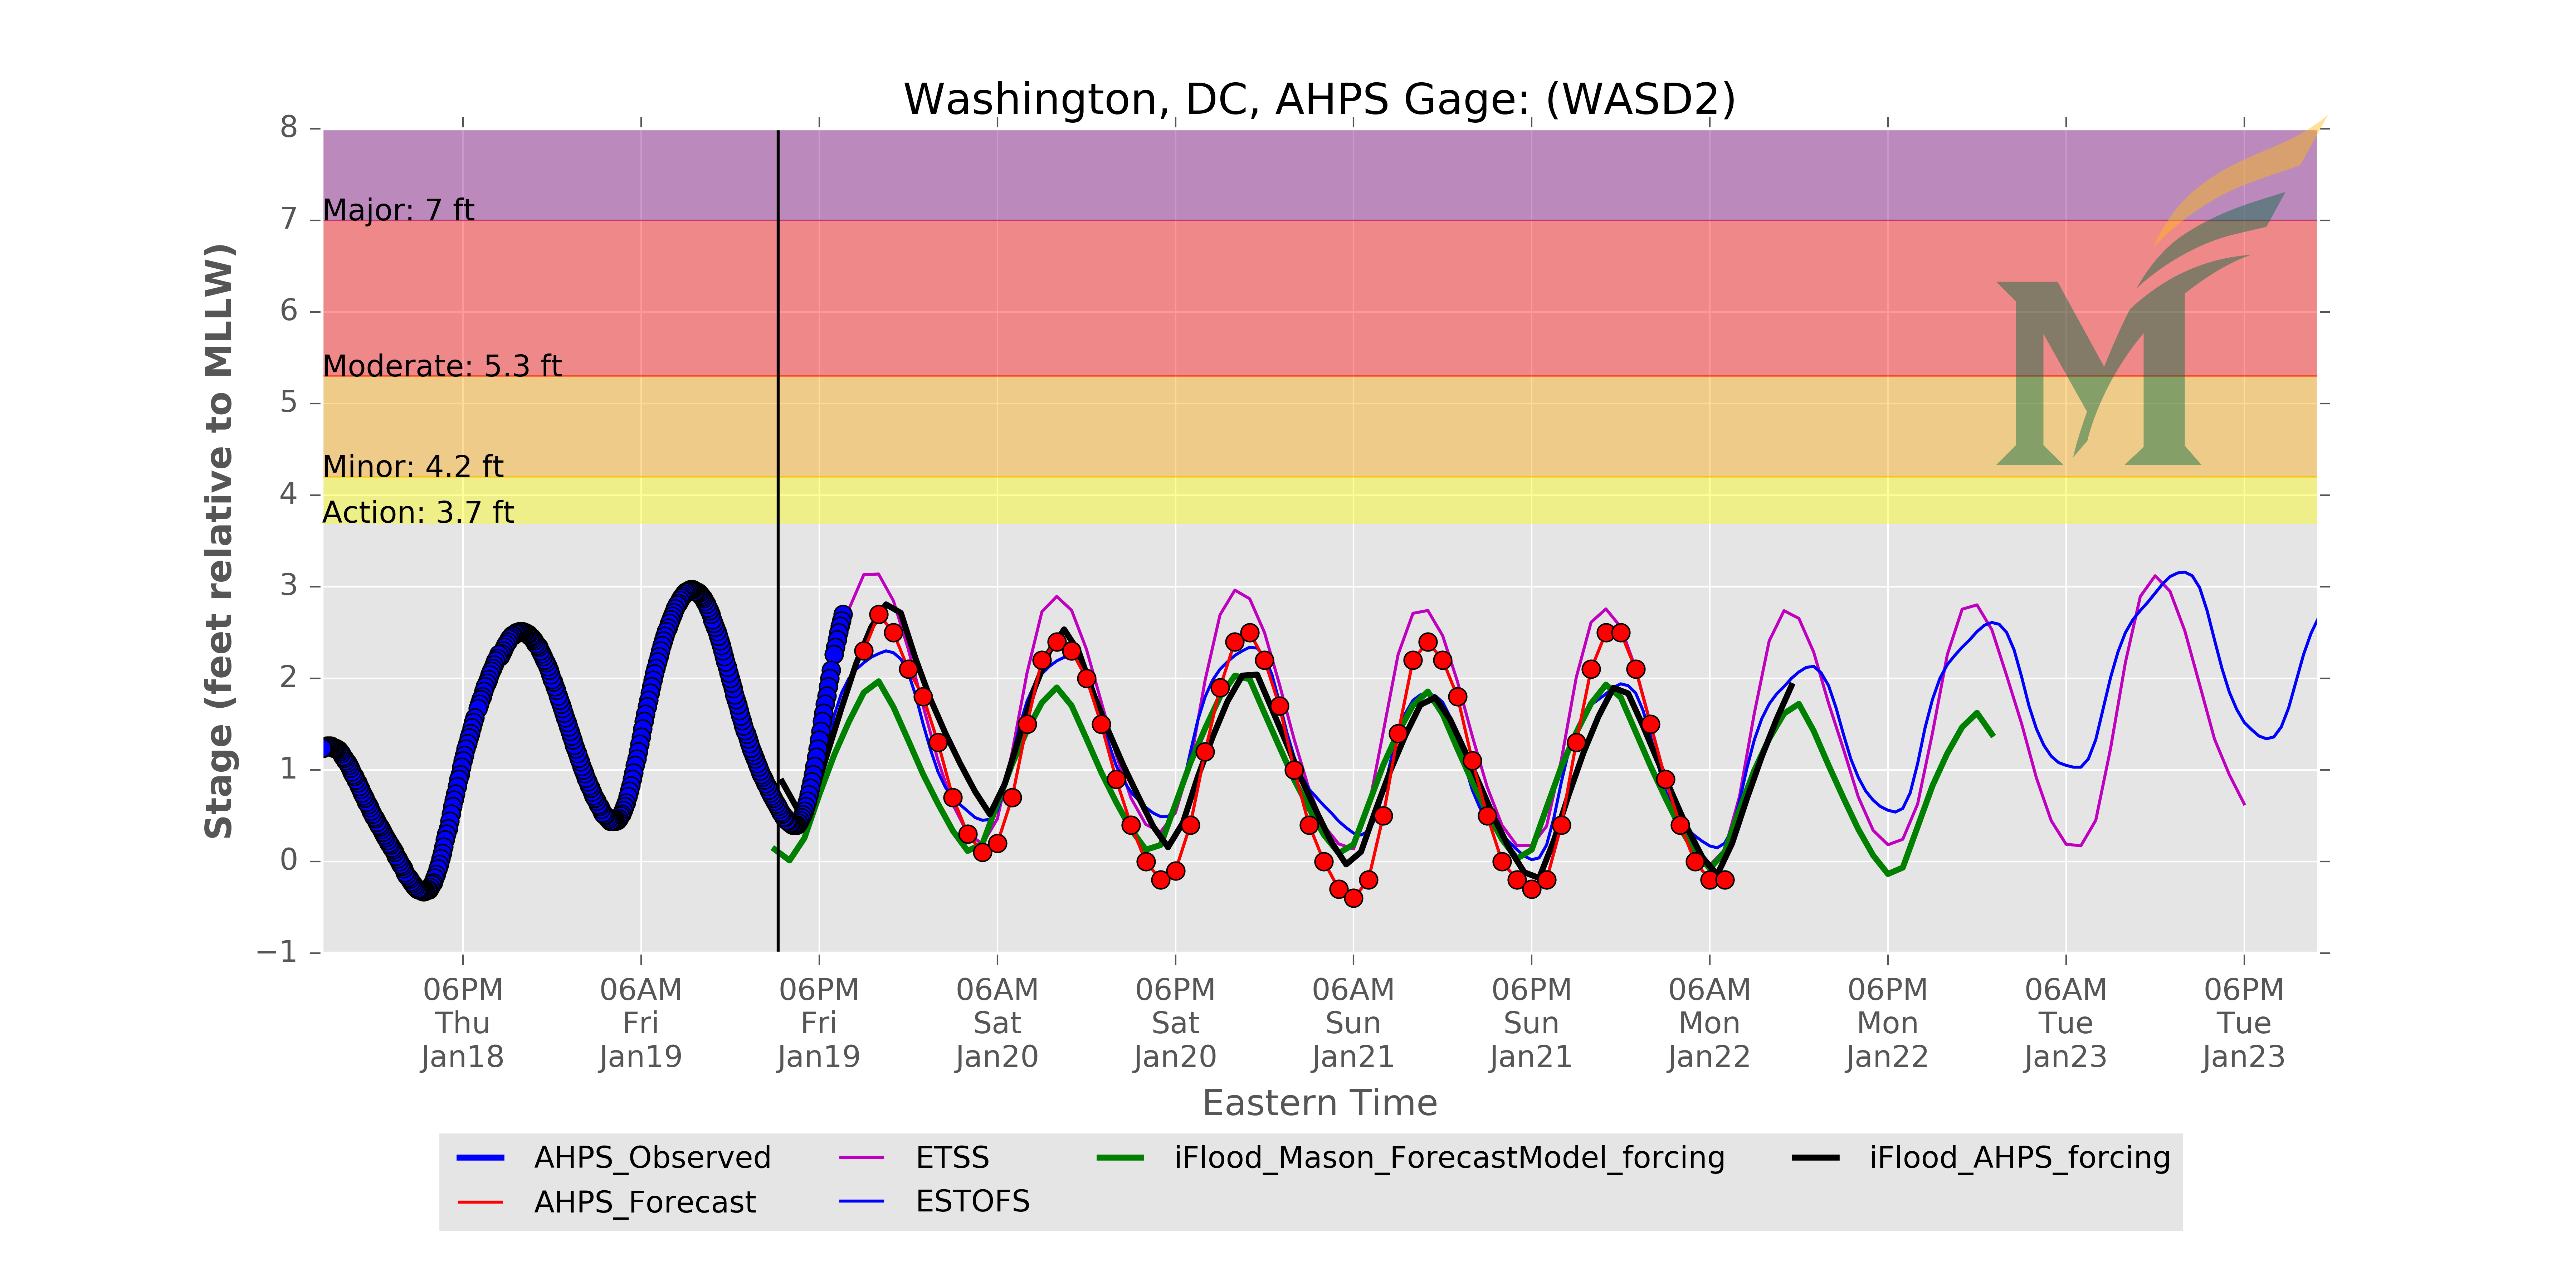 Washington, DC, AHPS Gage: (WASD2)
Stage (feet relative to MLLW)
8
7
6
5
4
3
2
1
0
−1
Major: 7 ft
Moderate: 5.3 ft
Minor: 4.2 ft
Action: 3.7 ft
M
06PM 06AM 06PM 06AM 06PM 06AM 06PM 06AM 06PM 06AM 06PM
Thu Fri Fri Sat Sat Sun Sun Mon Mon Tue Tue
Jan18 Jan19 Jan19 Jan20 Jan20 Jan21 Jan21 Jan22 Jan22 Jan23 Jan23
Eastern Time
AHPS_Observed ETSS iFlood_Mason_ForecastModel_forcing iFlood_AHPS_forcing
AHPS_Forecast ESTOFS